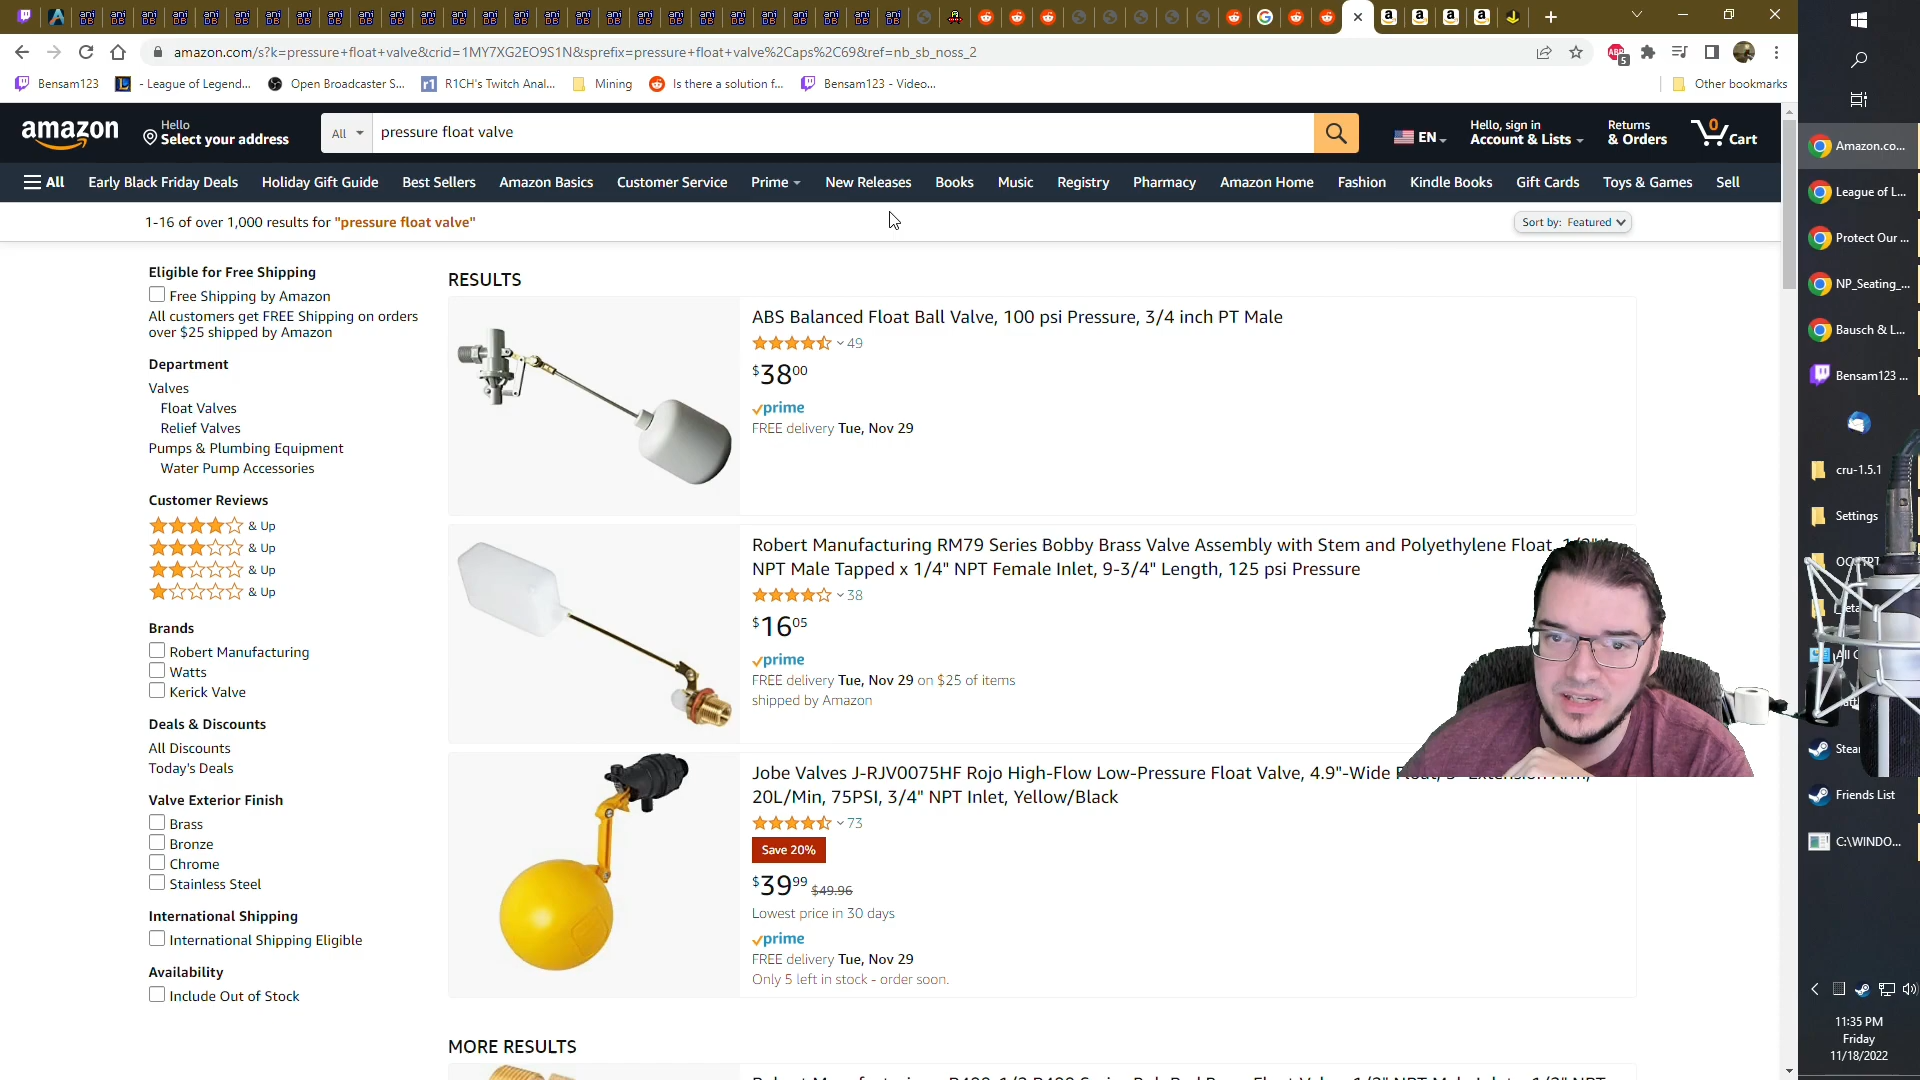 5
amazon.com/s?k=pressure+float+valve&crid=1MY7XG2EO9S1N&sprefix=pressure+float+valve%2Caps%2C69&ref=nb_sb_noss_2
Bensam123
- League of Legend...
Open Broadcaster S...
R1CH's Twitch Anal...
Mining
Is there a solution f...
Bensam123 - Video...
Other bookmarks
amazon
Hello
Select your address
All
pressure float valve
EN
Hello, sign in
Account & Lists
Returns
& Orders
0
Cart
All
Early Black Friday Deals
Holiday Gift Guide
Best Sellers
Amazon Basics
Customer Service
Prime
New Releases
Books
Music
Registry
Pharmacy
Amazon Home
Fashion
Kindle Books
Gift Cards
Toys & Games
Sell
1-16 of over 1,000 results for "pressure float valve"
Sort by: Featured
Eligible for Free Shipping
Free Shipping by Amazon
All customers get FREE Shipping on orders
over $25 shipped by Amazon
Department
Valves
Float Valves
Relief Valves
Pumps & Plumbing Equipment
Water Pump Accessories
Customer Reviews
& Up
& Up
& Up
& Up
Brands
Robert Manufacturing
Watts
Kerick Valve
Deals & Discounts
All Discounts
Today's Deals
Valve Exterior Finish
Brass
Bronze
Chrome
Stainless Steel
International Shipping
International Shipping Eligible
Availability
Include Out of Stock
RESULTS
ABS Balanced Float Ball Valve, 100 psi Pressure, 3/4 inch PT Male
49
$38 00
prime
FREE delivery Tue, Nov 29
Robert Manufacturing RM79 Series Bobby Brass Valve Assembly with Stem and Polyethylene Float,
NPT Male Tapped x 1/4" NPT Female Inlet, 9-3/4" Length, 125 psi Pressure
38
$16 05
prime
FREE delivery Tue, Nov 29 on $25 of items
shipped by Amazon
Jobe Valves J-RJV0075HF Rojo High-Flow Low-Pressure Float Valve, 4.9"-Wide
20L/Min, 75PSI, 3/4" NPT Inlet, Yellow/Black
73
Save 20%
$39 99 $49.96
Lowest price in 30 days
prime
FREE delivery Tue, Nov 29
Only 5 left in stock - order soon.
MORE RESULTS
Amazon.co...
League of L...
Protect Our ...
NP_Seating_...
Bausch & L...
Bensam123 ...
cru-1.5.1
Settings
Friends List
C:\WINDO...
11:35 PM
Friday
11/18/2022